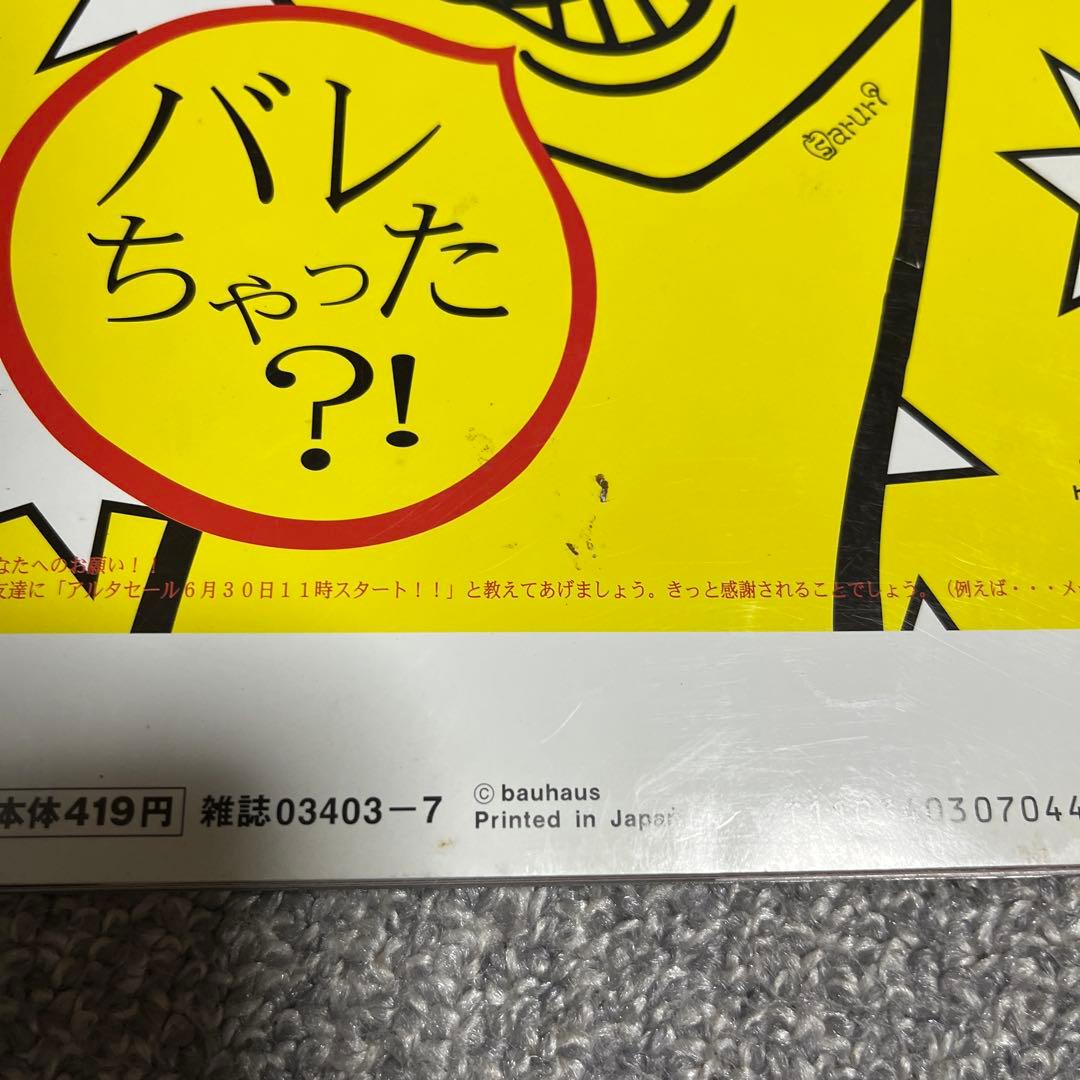 バレ
ちゃった
?!
saruri
なたへのお願い!!
友達に「アルタセール6月30日11時スタート!!」と教えてあげましょう。きっと感謝されることでしょう。(例えば・・・メ
本体419円
雑誌03403-7
© bauhaus
Printed in Japan
0307044